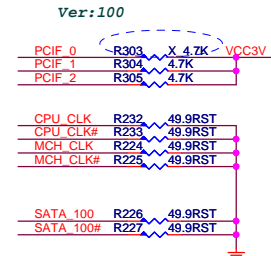 Ver:100
PCIF_0 R303 X_4.7K VCC3V
PCIF_1 R304 4.7K
PCIF_2 R305 4.7K
CPU_CLK R232 49.9RST
CPU_CLK# R233 49.9RST
MCH_CLK R224 49.9RST
MCH_CLK# R225 49.9RST
SATA_100 R226 49.9RST
SATA_100# R227 49.9RST